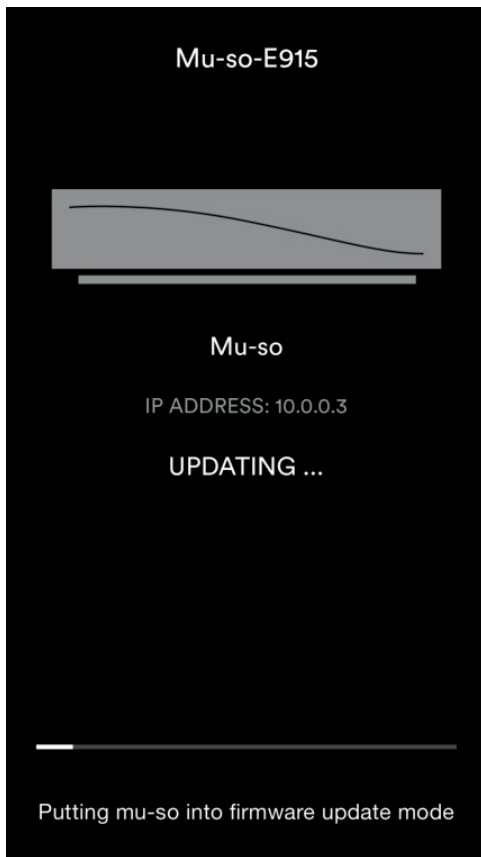 Mu-so-E915
Mu-so
IP ADDRESS: 10.0.0.3
UPDATING ...
Putting mu-so into firmware update mode